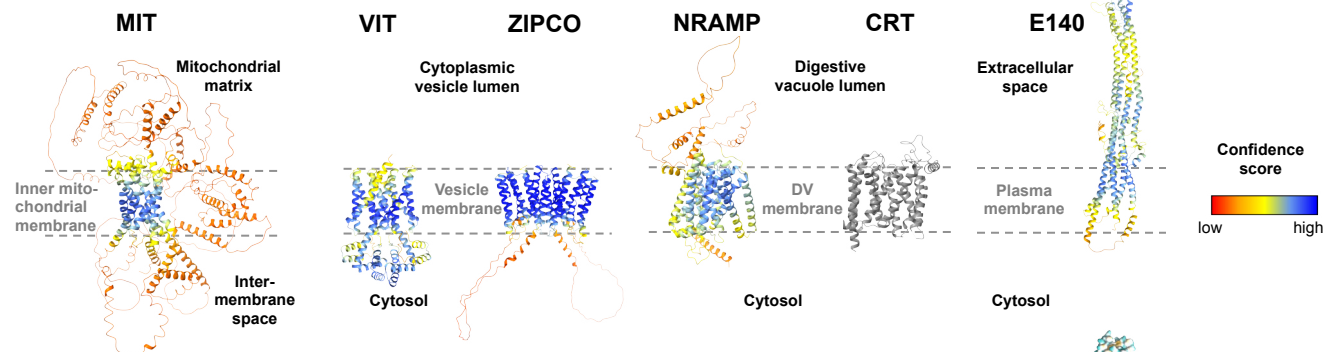 MIT
VIT
ZIPCO
NRAMP
CRT
E140
Mitochondrial
matrix
Cytoplasmic
vesicle lumen
Digestive
vacuole lumen
Extracellular
space
Inner mito-
chondrial
membrane
Vesicle
membrane
DV
membrane
Plasma
membrane
Inter-
membrane
space
Cytosol
Cytosol
Cytosol
Confidence
score
low
high